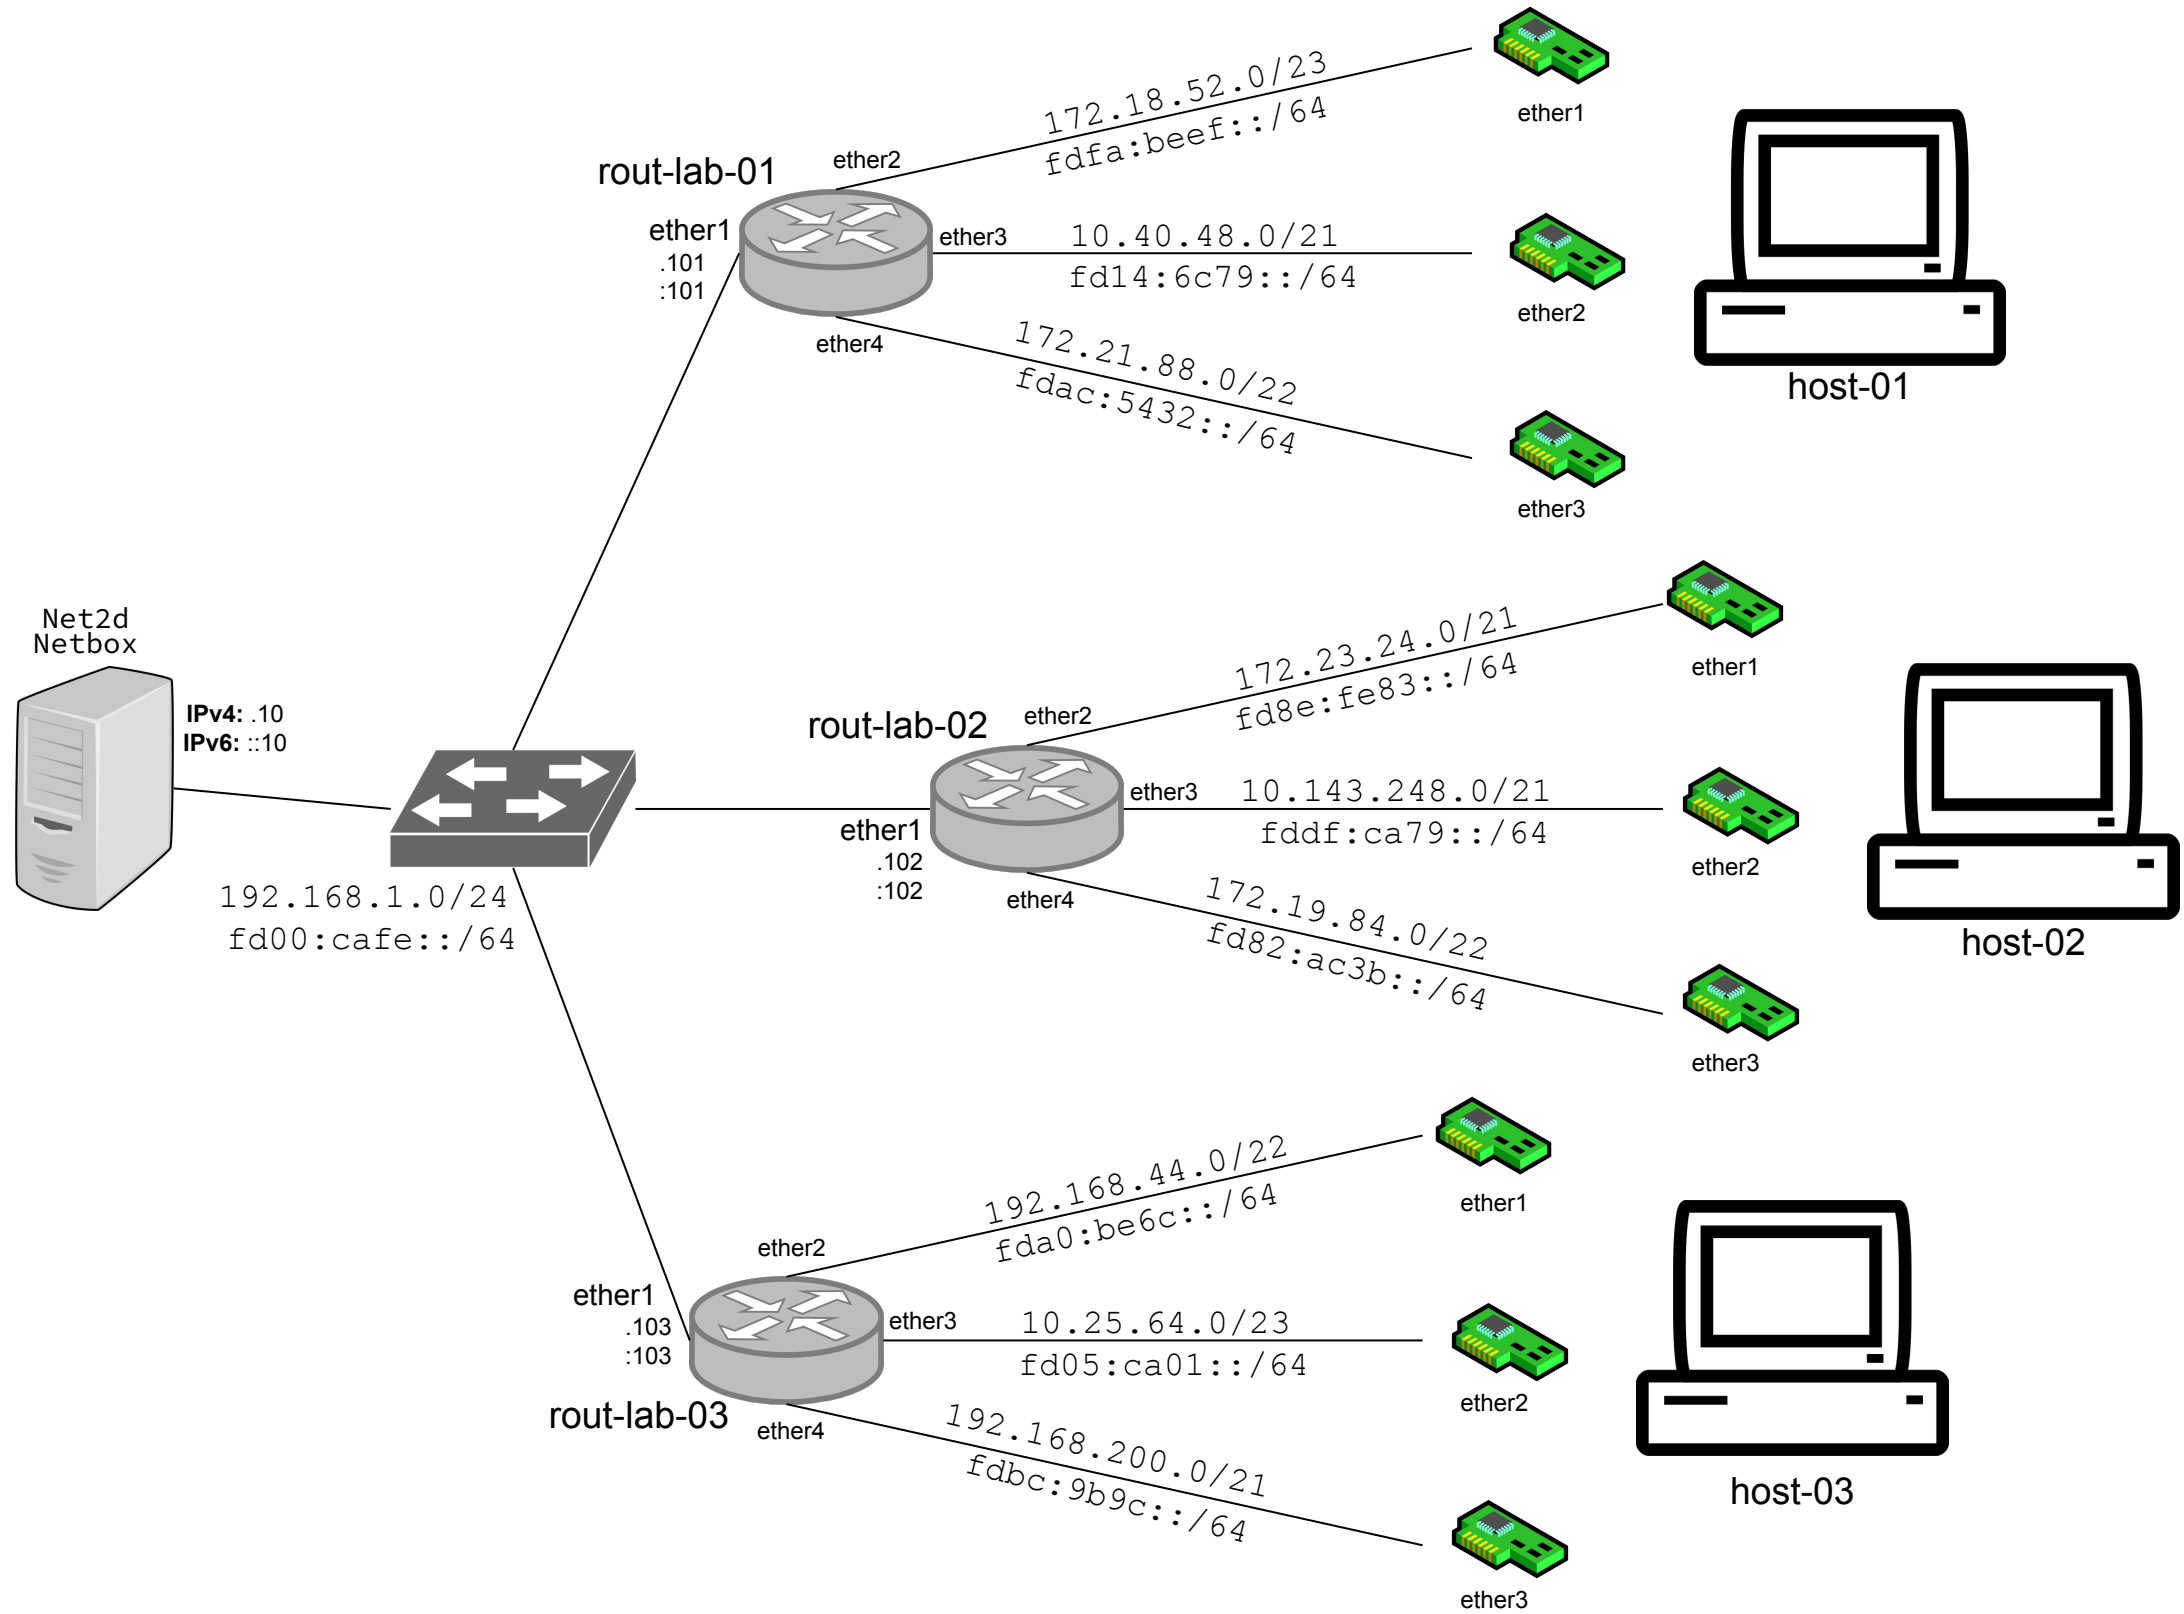 172.18.52.0/23
fdfa:beef::/64
ether1
rout-lab-01
ether2
ether1
.101
:101
ether3
10.40.48.0/21
fd14:6c79::/64
ether2
ether4
172.21.88.0/22
fdac:5432::/64
ether3
host-01
Net2d
Netbox
IPv4: .10
IPv6: ::10
192.168.1.0/24
fd00:cafe::/64
172.23.24.0/21
fd8e:fe83::/64
ether1
rout-lab-02
ether2
ether3
10.143.248.0/21
fddf:ca79::/64
ether1
.102
:102
ether2
ether4
172.19.84.0/22
fd82:ac3b::/64
ether3
host-02
192.168.44.0/22
fda0:be6c::/64
ether1
ether2
ether1
.103
:103
ether3
10.25.64.0/23
fd05:ca01::/64
ether2
rout-lab-03
ether4
192.168.200.0/21
fdbc:9b9c::/64
ether3
host-03